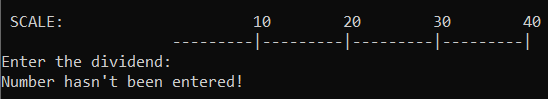 SCALE:                     10        20        30        40
                   ---------|---------|---------|---------|
Enter the dividend:
Number hasn't been entered!